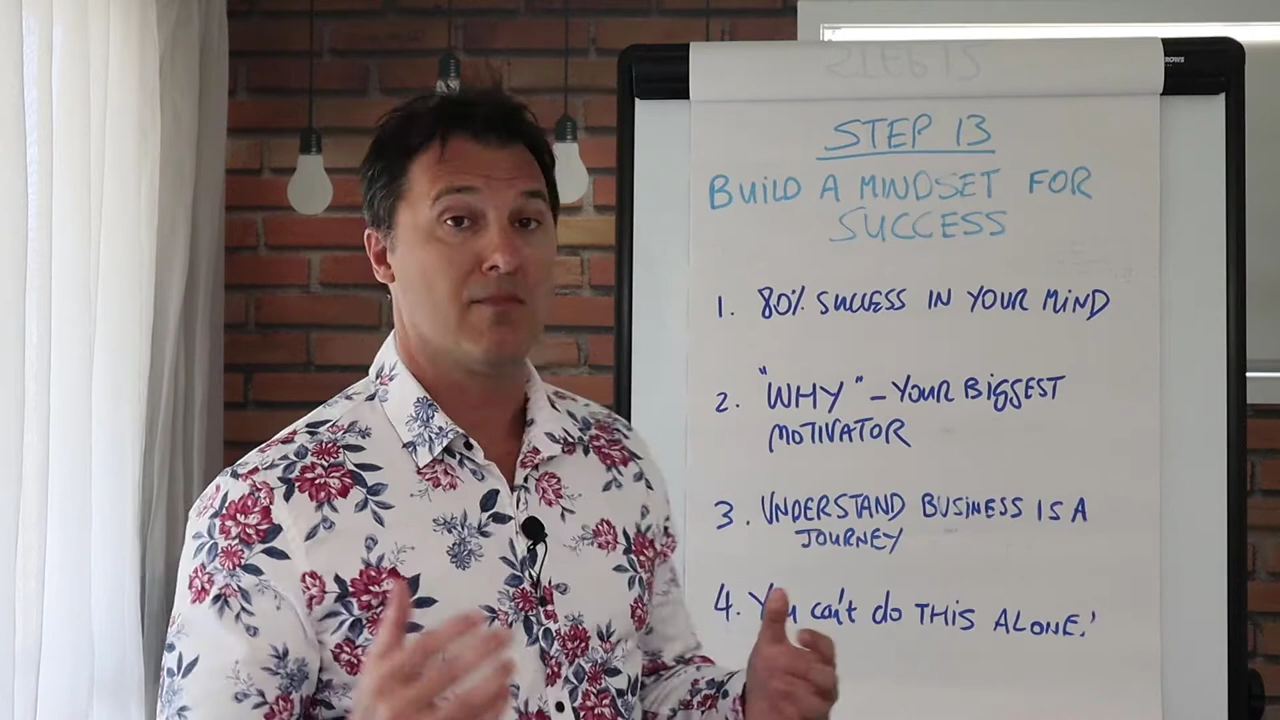 STEP 13
BUILD A MINDSET FOR
SUCCESS
1. 80% SUCCESS IN YOUR MIND
2. "WHY" - YOUR BIGGEST
MOTIVATOR
3. UNDERSTAND BUSINESS IS A
JOURNEY
4. You can't do THIS ALONE!